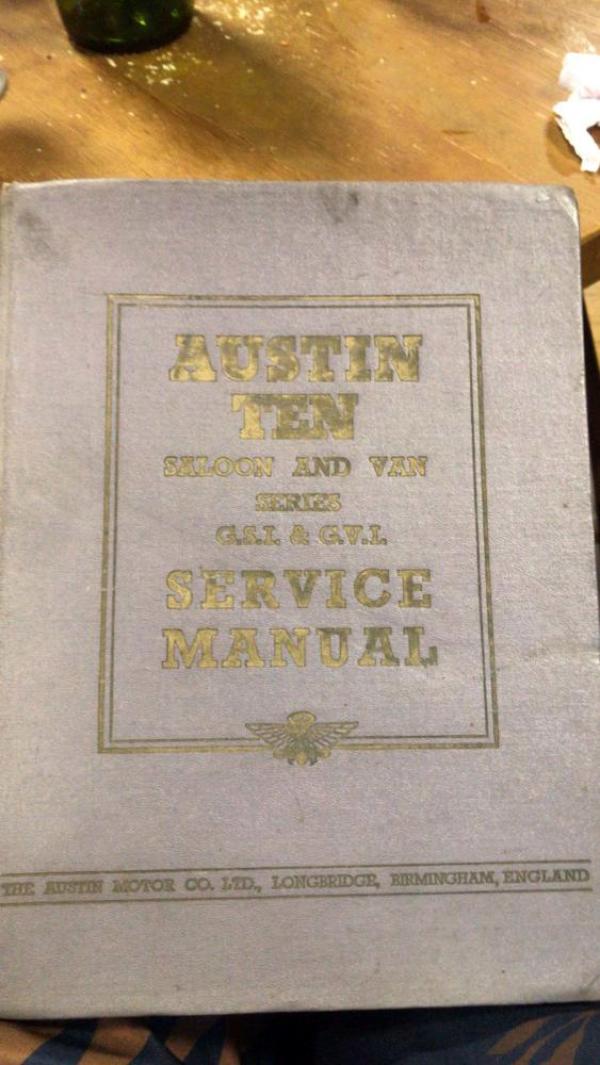 AUSTIN
TEN
SALOON AND VAN
SERIES
G.S.1. & G.V.1.
SERVICE
MANUAL
THE AUSTIN MOTOR CO. LTD., LONGBRIDGE, BIRMINGHAM, ENGLAND